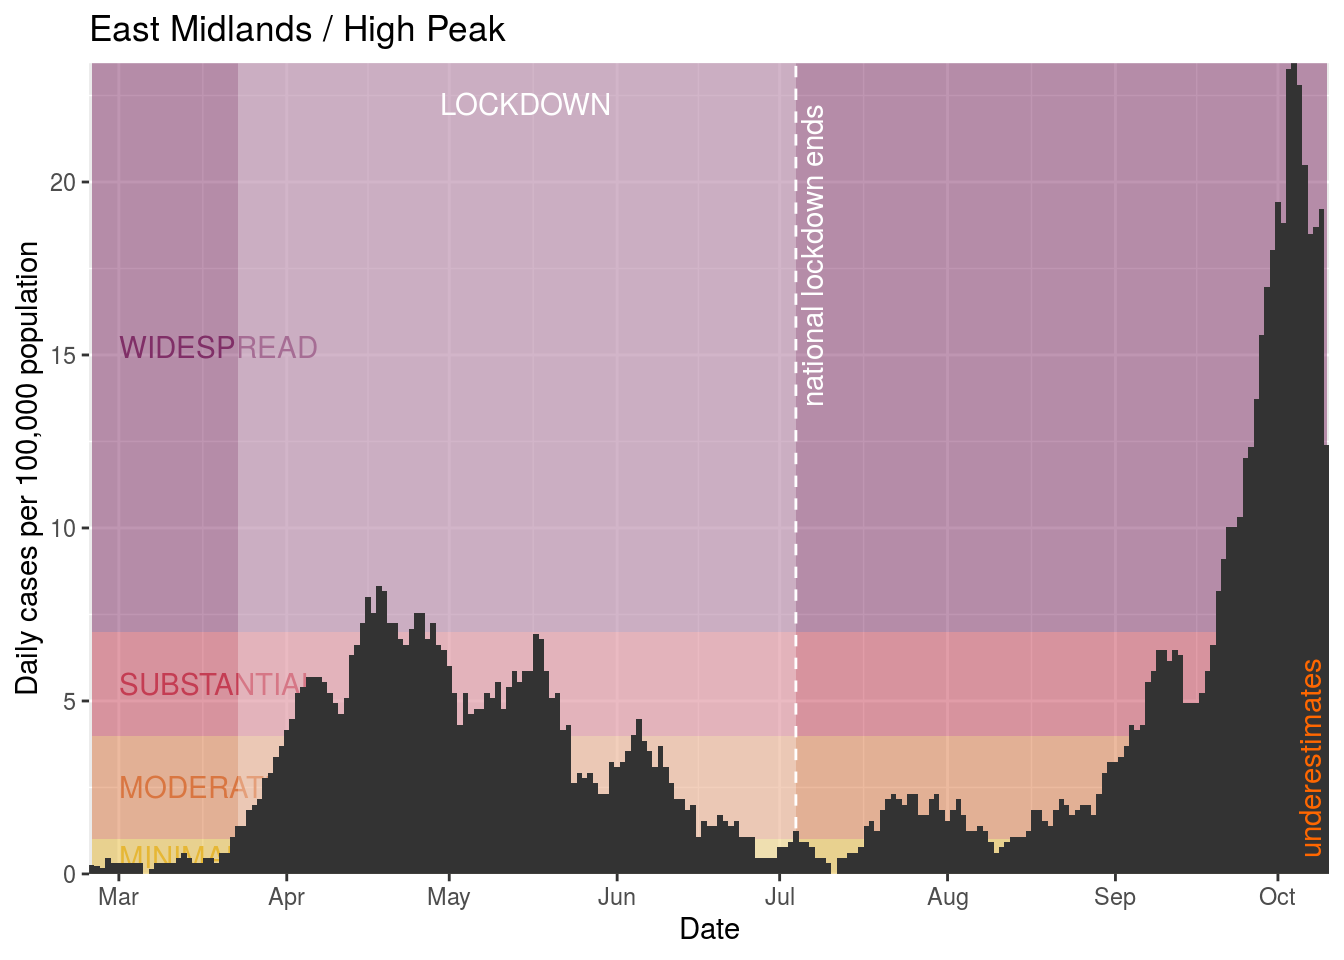 East Midlands / High Peak
LOCKDOWN
national lockdown ends
WIDESPREAD
SUBSTANTIAL
MODERAT
MINIMA
underestimates
Daily cases per 100,000 population
20
15
10
5
0
Mar Apr May Jun Jul Aug Sep Oct
Date